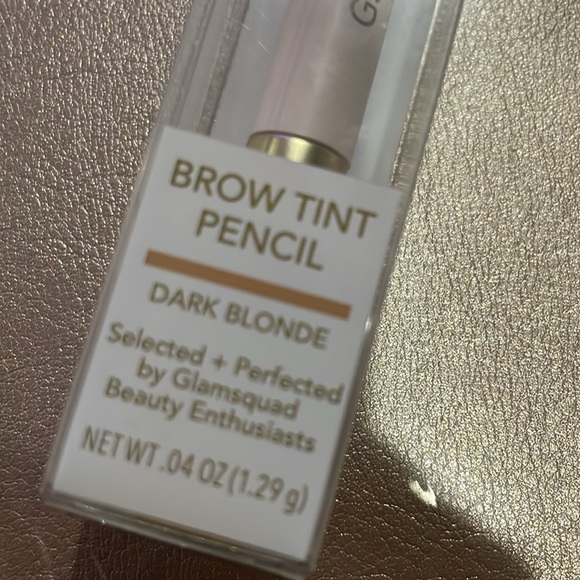 BROW TINT
PENCIL
DARK BLONDE
Selected + Perfected
by Glamsquad
Beauty Enthusiasts
NET WT .04 OZ (1.29 g)